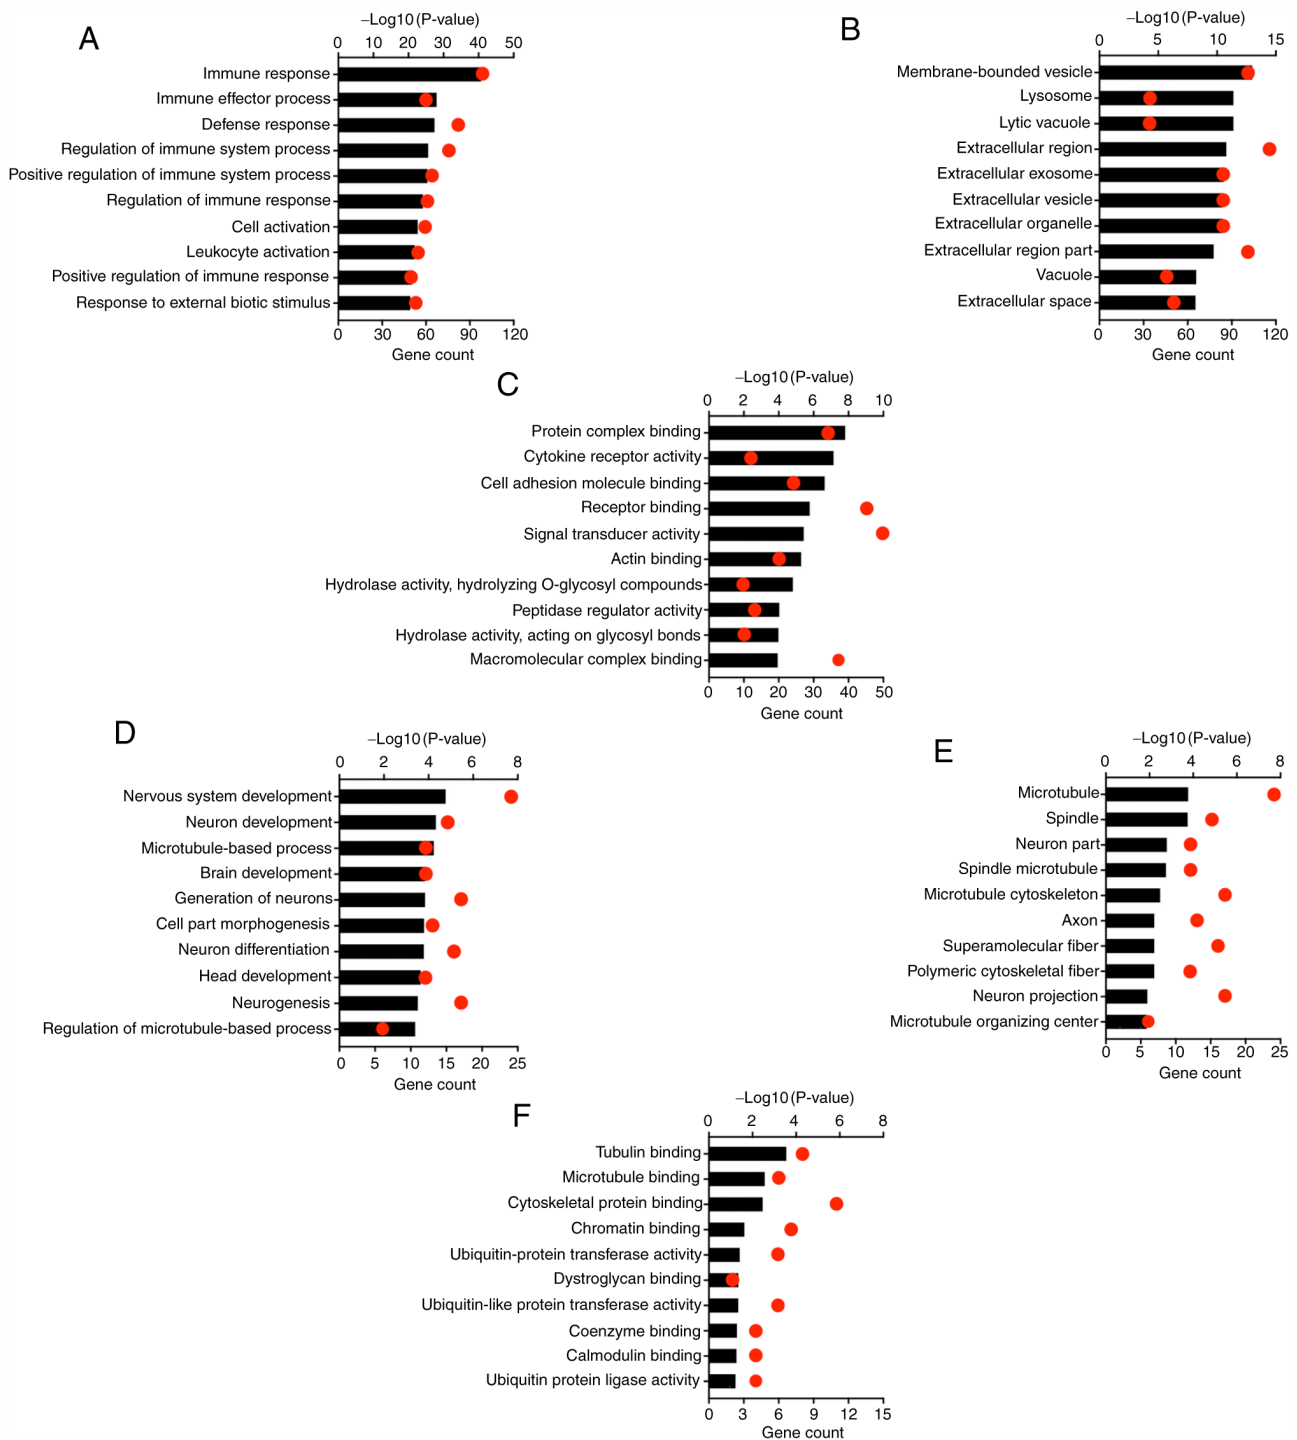 A
–Log10 (P-value)
0 10 20 30 40 50
Immune response
Immune effector process
Defense response
Regulation of immune system process
Positive regulation of immune system process
Regulation of immune response
Cell activation
Leukocyte activation
Positive regulation of immune response
Response to external biotic stimulus
0 30 60 90 120
Gene count
B
–Log10 (P-value)
0 5 10 15
Membrane-bounded vesicle
Lysosome
Lytic vacuole
Extracellular region
Extracellular exosome
Extracellular vesicle
Extracellular organelle
Extracellular region part
Vacuole
Extracellular space
0 30 60 90 120
Gene count
C
–Log10 (P-value)
0 2 4 6 8 10
Protein complex binding
Cytokine receptor activity
Cell adhesion molecule binding
Receptor binding
Signal transducer activity
Actin binding
Hydrolase activity, hydrolyzing O-glycosyl compounds
Peptidase regulator activity
Hydrolase activity, acting on glycosyl bonds
Macromolecular complex binding
0 10 20 30 40 50
Gene count
D
–Log10 (P-value)
0 2 4 6 8
Nervous system development
Neuron development
Microtubule-based process
Brain development
Generation of neurons
Cell part morphogenesis
Neuron differentiation
Head development
Neurogenesis
Regulation of microtubule-based process
0 5 10 15 20 25
Gene count
E
–Log10 (P-value)
0 2 4 6 8
Microtubule
Spindle
Neuron part
Spindle microtubule
Microtubule cytoskeleton
Axon
Superamolecular fiber
Polymeric cytoskeletal fiber
Neuron projection
Microtubule organizing center
0 5 10 15 20 25
Gene count
F
–Log10 (P-value)
0 2 4 6 8
Tubulin binding
Microtubule binding
Cytoskeletal protein binding
Chromatin binding
Ubiquitin-protein transferase activity
Dystroglycan binding
Ubiquitin-like protein transferase activity
Coenzyme binding
Calmodulin binding
Ubiquitin protein ligase activity
0 3 6 9 12 15
Gene count